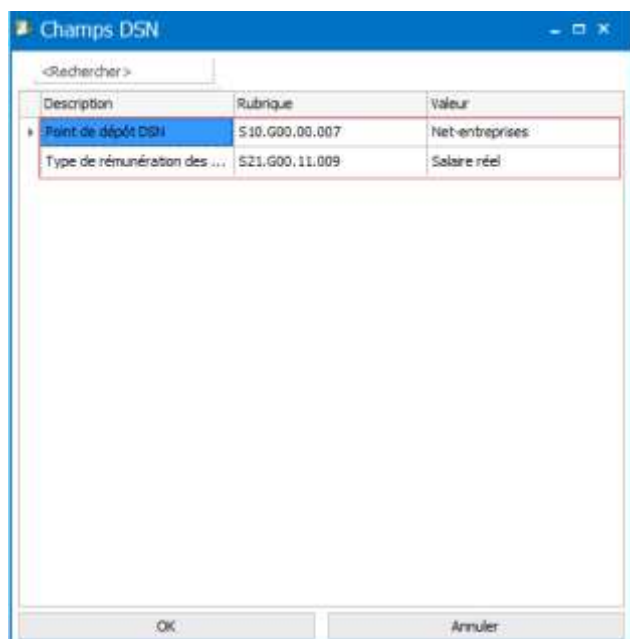 Champs DSN
<Rechercher>
Description Rubrique Valeur
Point de dépôt DSN S10.G00.00.007 Net-entreprises
Type de rémunération des ... S21.G00.11.009 Salaire réel
OK Annuler